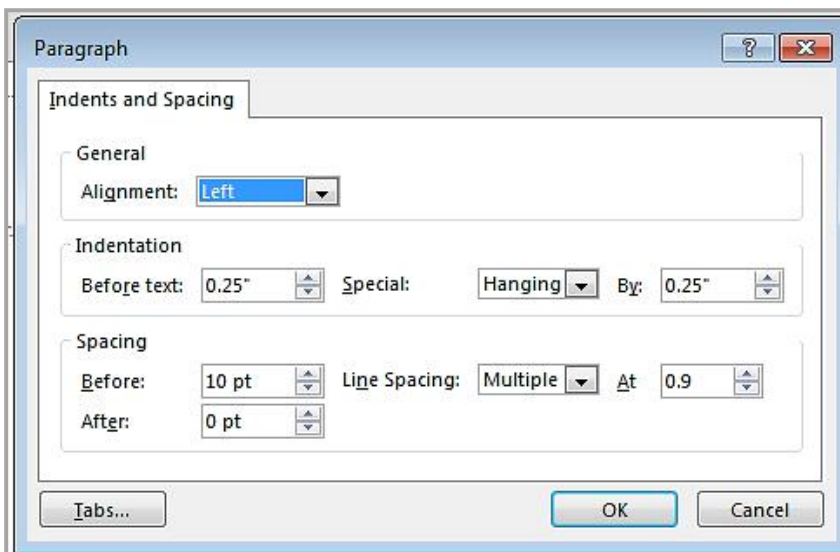 Paragraph
Indents and Spacing
General
Alignment: Left
Indentation
Before text: 0.25" Special: Hanging By: 0.25"
Spacing
Before: 10 pt Line Spacing: Multiple At 0.9
After: 0 pt
Tabs... OK Cancel